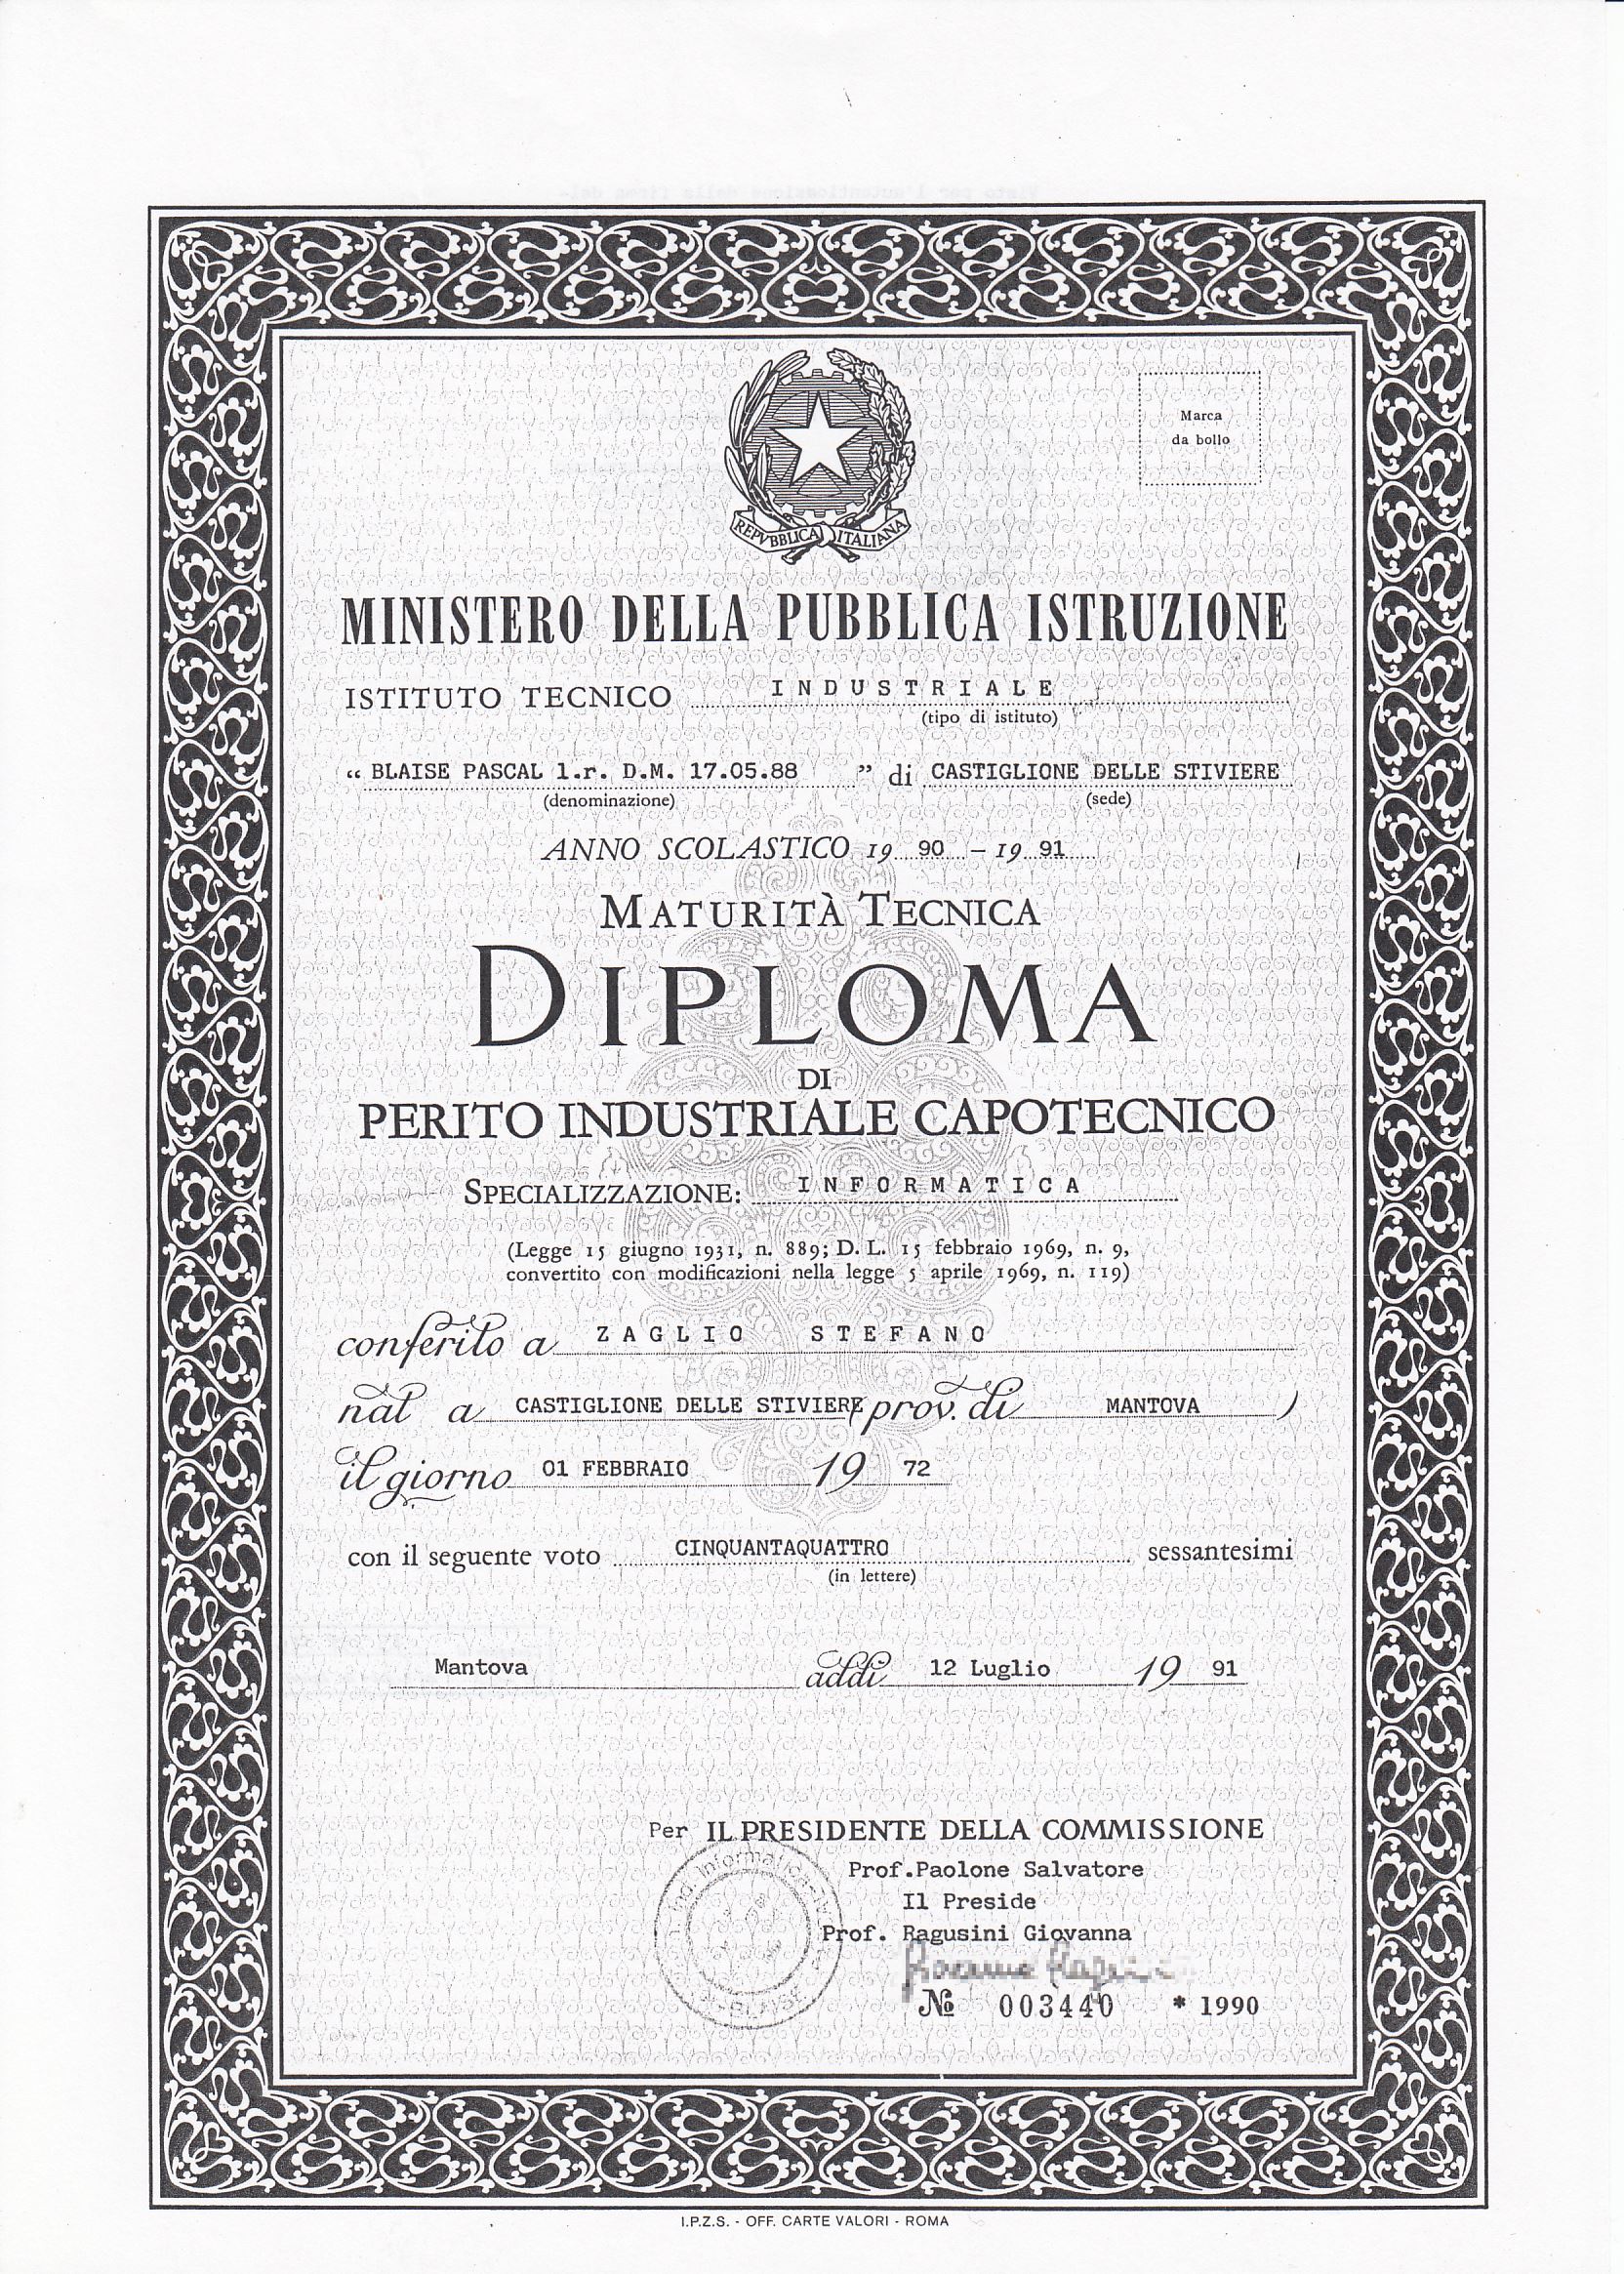 REPVBBLICA ITALIANA
Marca
da bollo
MINISTERO DELLA PUBBLICA ISTRUZIONE
ISTITUTO TECNICO INDUSTRIALE
(tipo di istituto)
“ BLAISE PASCAL l.r. D.M. 17.05.88 ” di CASTIGLIONE DELLE STIVIERE
(denominazione) (sede)
ANNO SCOLASTICO 19 90 – 19 91
MATURITÀ TECNICA
DIPLOMA
DI
PERITO INDUSTRIALE CAPOTECNICO
SPECIALIZZAZIONE: INFORMATICA
(Legge 15 giugno 1931, n. 889; D. L. 15 febbraio 1969, n. 9,
convertito con modificazioni nella legge 5 aprile 1969, n. 119)
conferito a ZAGLIO STEFANO
nat a CASTIGLIONE DELLE STIVIERE (prov. di MANTOVA )
il giorno 01 FEBBRAIO 19 72
con il seguente voto CINQUANTAQUATTRO sessantesimi
(in lettere)
Mantova addì 12 Luglio 19 91
Per IL PRESIDENTE DELLA COMMISSIONE
Prof.Paolone Salvatore
Il Preside
Prof. Ragusini Giovanna
№ 003440 * 1990
I.P.Z.S. - OFF. CARTE VALORI - ROMA